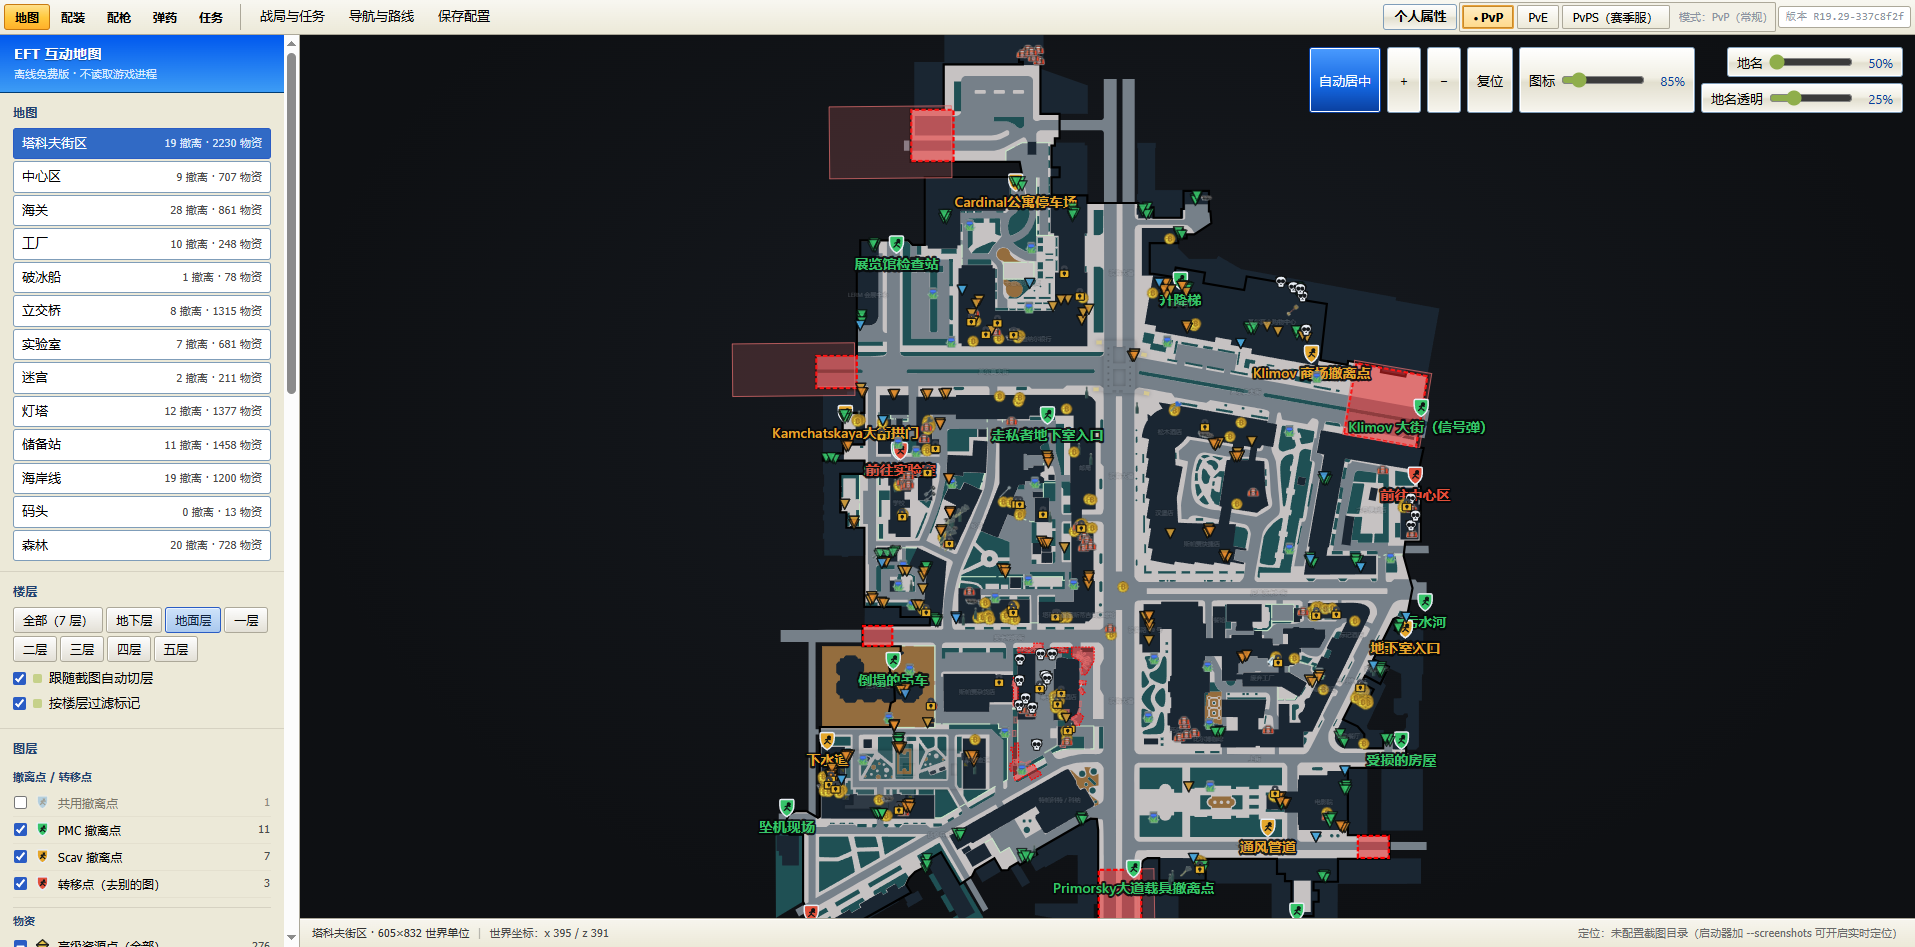 地图 配装 配枪 弹药 任务 战局与任务 导航与路线 保存配置 个人属性 • PvP PvE PvPS（赛季服） 模式：PvP（常规） 版本 R19.29-337c8f2f
EFT 互动地图
离线免费版 · 不读取游戏进程
地图
塔科夫街区 19 撤离 · 2230 物资
中心区 9 撤离 · 707 物资
海关 28 撤离 · 861 物资
工厂 10 撤离 · 248 物资
破冰船 1 撤离 · 78 物资
立交桥 8 撤离 · 1315 物资
实验室 7 撤离 · 681 物资
迷宫 2 撤离 · 211 物资
灯塔 12 撤离 · 1377 物资
储备站 11 撤离 · 1458 物资
海岸线 19 撤离 · 1200 物资
码头 0 撤离 · 13 物资
森林 20 撤离 · 728 物资
楼层
全部（7 层） 地下层 地面层 一层
二层 三层 四层 五层
跟随截图自动切层
按楼层过滤标记
图层
撤离点 / 转移点
共用撤离点 1
PMC 撤离点 11
Scav 撤离点 7
转移点（去别的图） 3
物资
高级资源点（全部） 276
自动居中 + − 复位 图标 85% 地名 50%
地名透明 25%
Cardinal公寓停车场
展览馆检查站
升降梯
Klimov 商场撤离点
Klimov 大街（信号弹）
Kamchatskaya大街拱门
走私者地下室入口
前往实验室
前往中心区
污水河
地下室入口
倒塌的吊车
下水道
受损的房屋
坠机现场
通风管道
Primorsky大道载具撤离点
塔科夫街区 · 605×832 世界单位 | 世界坐标：x 395 / z 391
定位：未配置截图目录（启动器加 --screenshots 可开启实时定位）